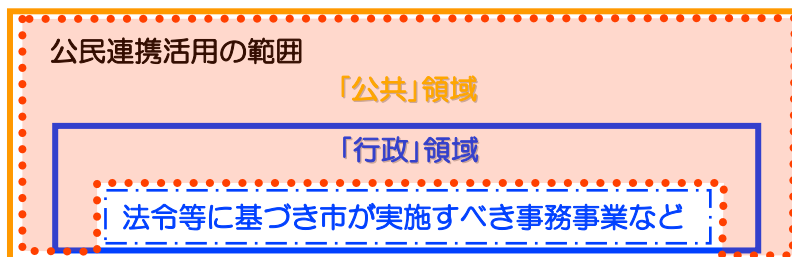 公民連携活用の範囲
「公共」領域
「行政」領域
法令等に基づき市が実施すべき事務事業など